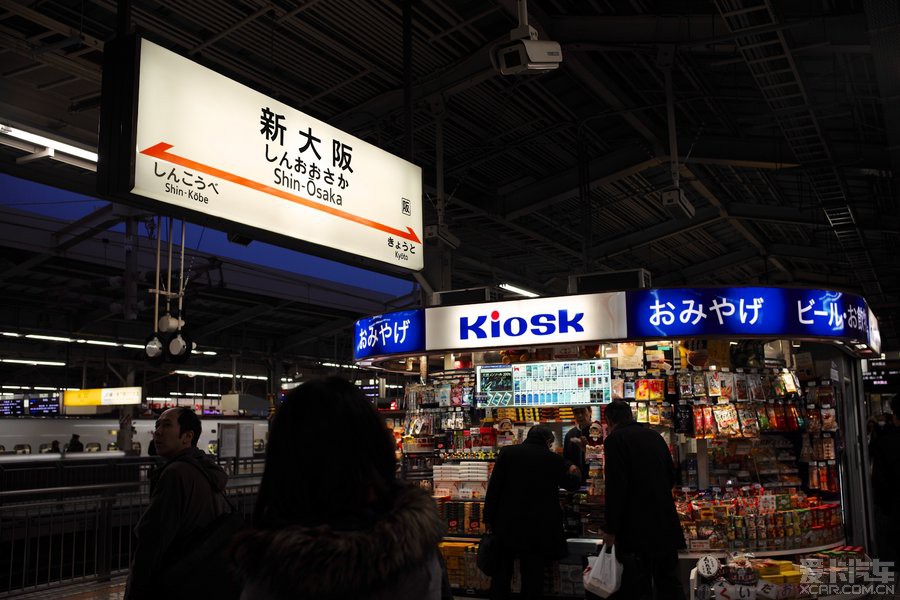 新大阪
しんおおさか
Shin-Ōsaka
しんこうべ
Shin-Kōbe
阪
きょうと
Kyōto
おみやげ
Kiosk
おみやげ
ビール・お
爱卡汽车
XCAR.COM.CN